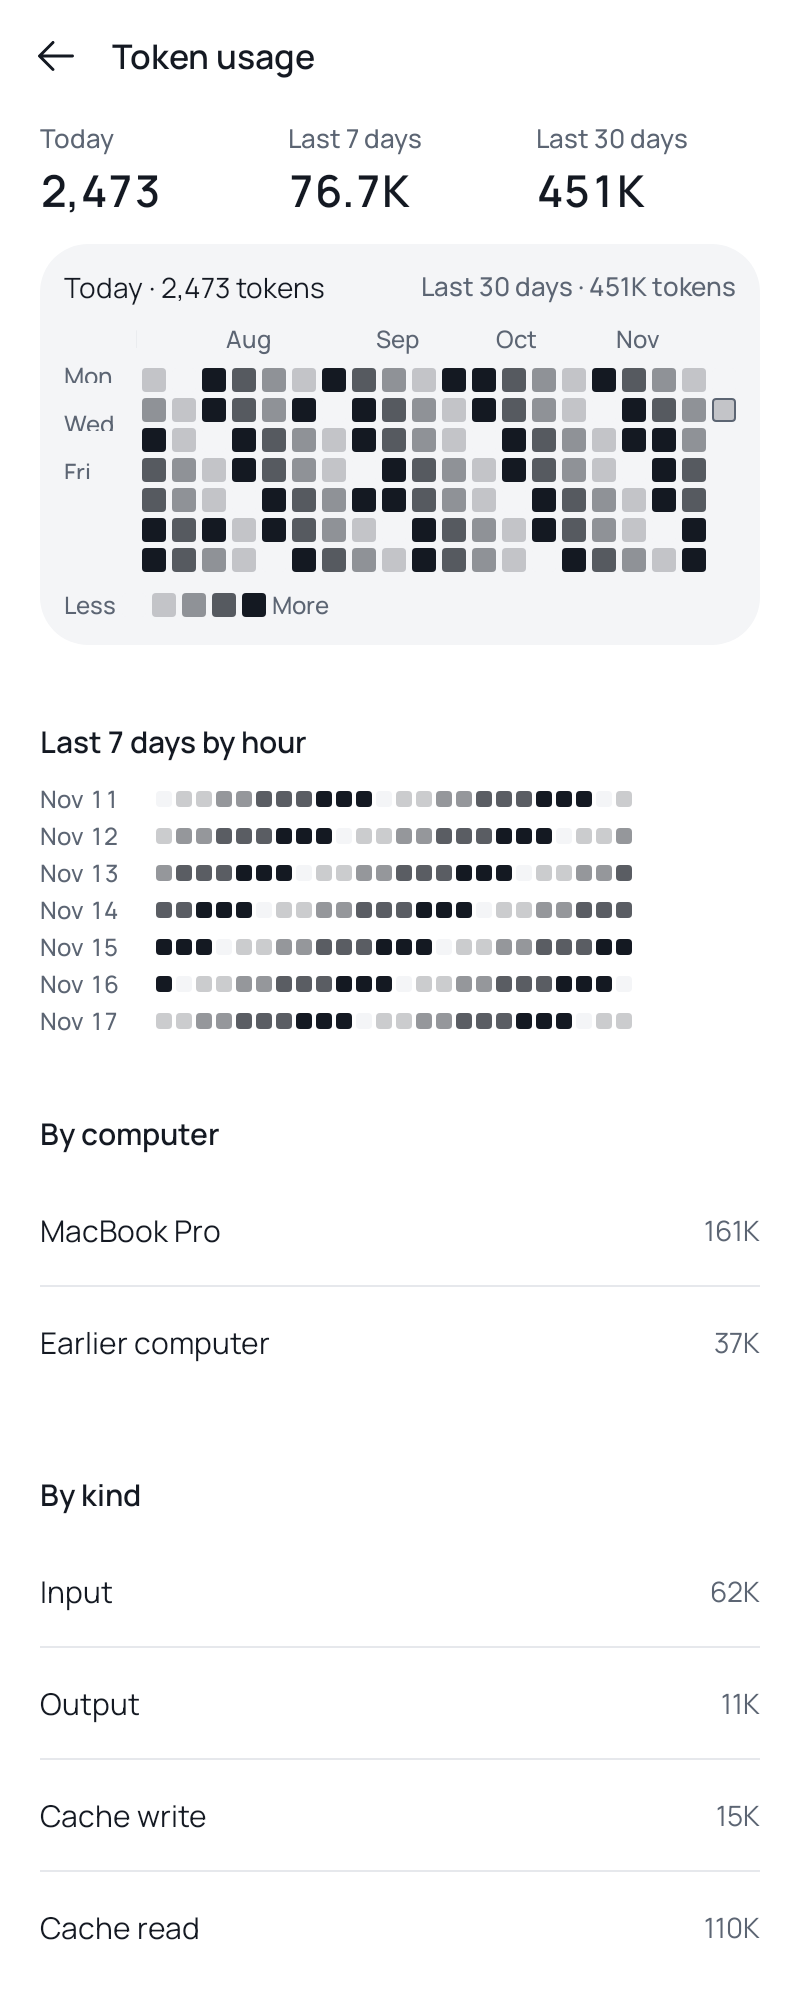 Token usage
Today Last 7 days Last 30 days
2,473 76.7K 451K
Today · 2,473 tokens Last 30 days · 451K tokens
Aug Sep Oct Nov
Mon
Wed
Fri
Less More
Last 7 days by hour
Nov 11
Nov 12
Nov 13
Nov 14
Nov 15
Nov 16
Nov 17
By computer
MacBook Pro 161K
Earlier computer 37K
By kind
Input 62K
Output 11K
Cache write 15K
Cache read 110K